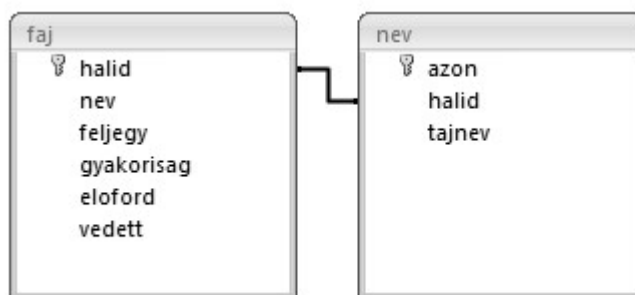 faj
halid
nev
feljegy
gyakorisag
eloford
vedett
nev
azon
halid
tajnev